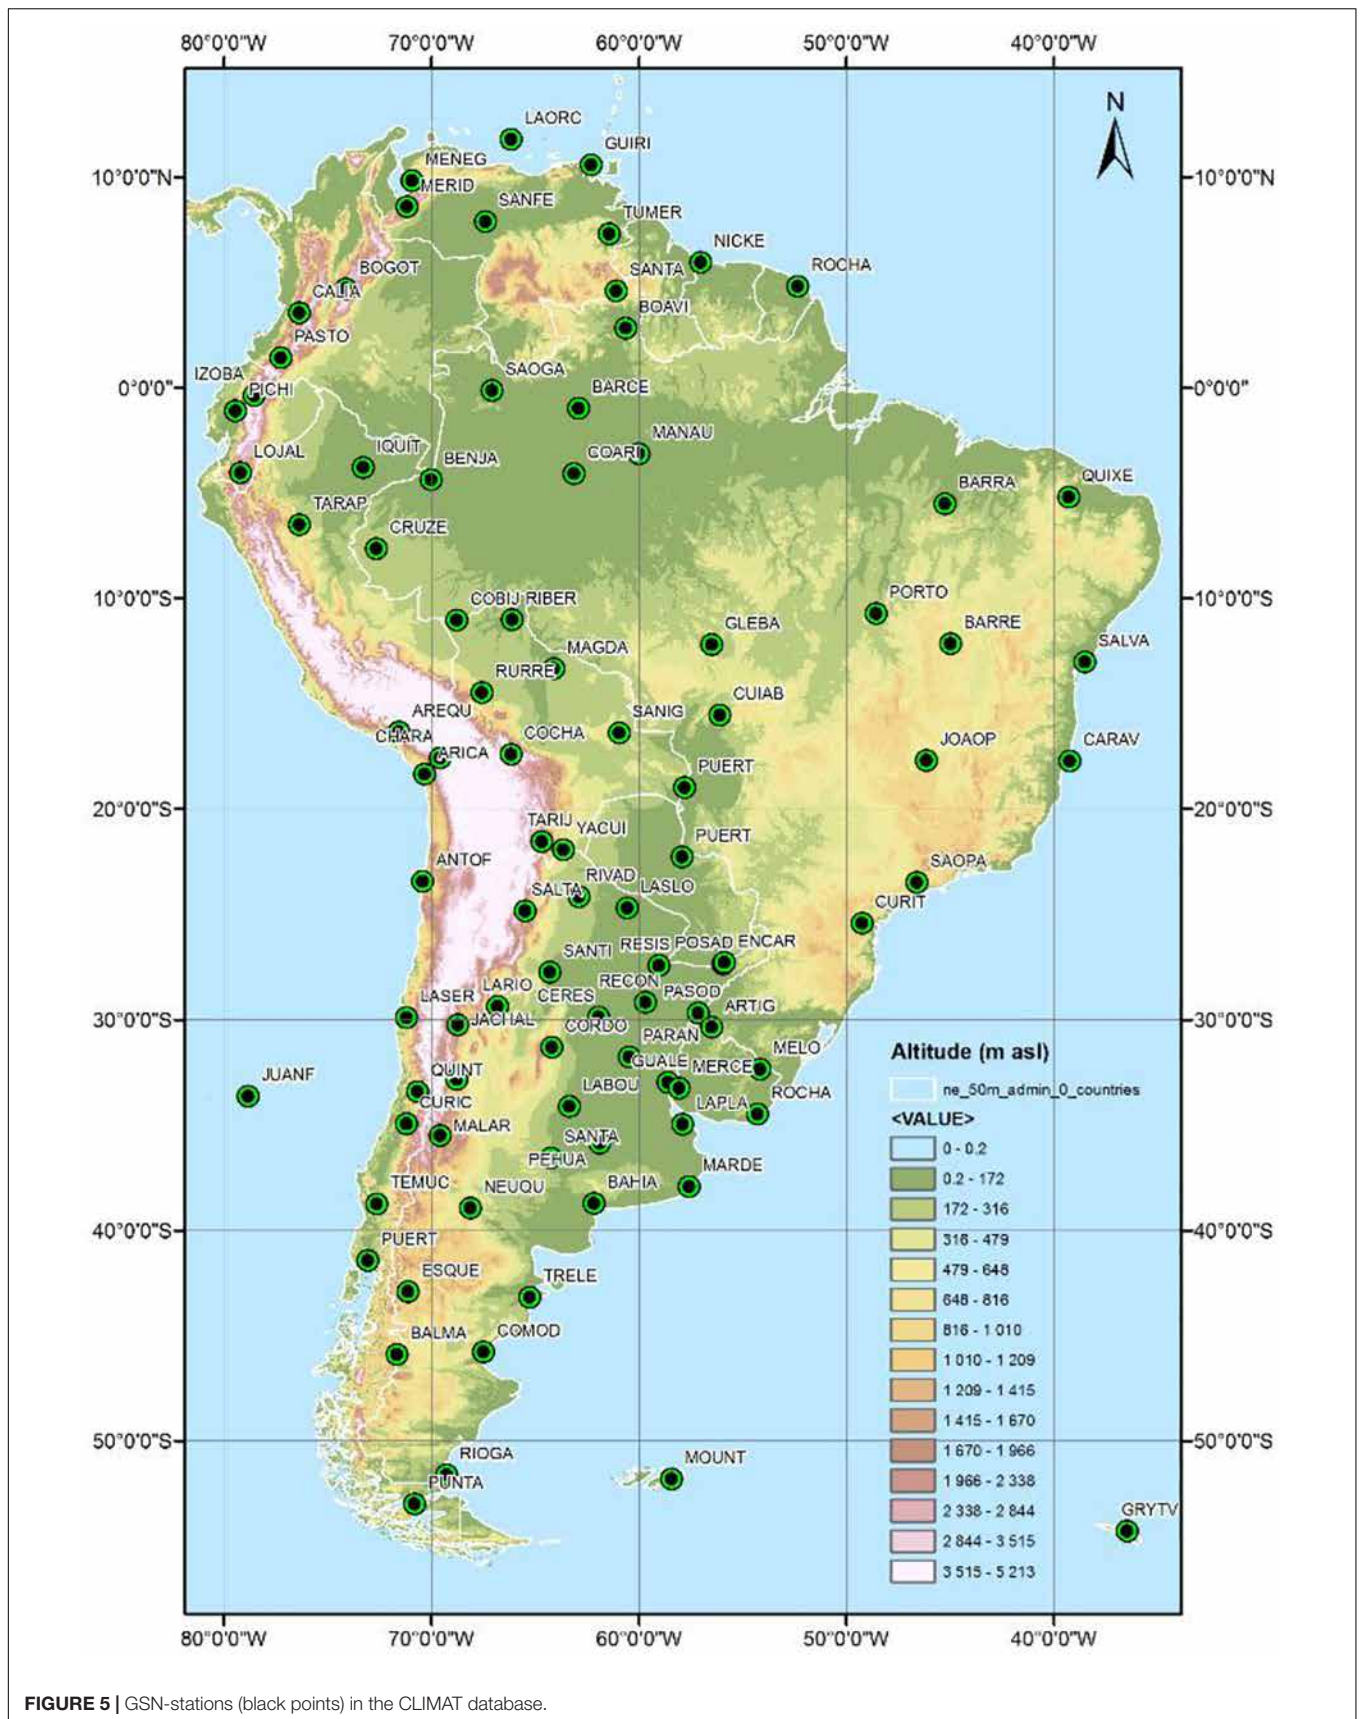 80°0'0"W 70°0'0"W 60°0'0"W 50°0'0"W 40°0'0"W
N
LAORC
GUIRI
MENEG
10°0'0"N 10°0'0"N
MERID
SANFE
TUMER
NICKE
ROCHA
BOGOT
SANTA
CALIA
BOAVI
PASTO
IZOBA
SAOGA
PICHI
BARCE
0°0'0" 0°0'0"
MANAU
LOJAL
IQUIT
BENJA
COARI
QUIXE
BARRA
TARAP
CRUZE
PORTO
10°0'0"S 10°0'0"S
COBIJ RIBER
GLEBA
BARRE
SALVA
MAGDA
RURRE
CUIAB
AREQU
SANIG
CHARA
COCHA
JOAOP
CARAV
ARICA
PUERT
20°0'0"S 20°0'0"S
TARIJ
YACUI
PUERT
ANTOF
SAOPA
RIVAD
SALTA
LASLO
CURIT
SANTI
RESIS POSAD ENCAR
LARIO
RECON
LASER
CERES
PASOD
ARTIG
30°0'0"S 30°0'0"S
JACHAL
CORDO
PARAN
MELO
Altitude (m asl)
JUANF
QUINT
GUALE
MERCE
ne_50m_admin_0_countries
CURIC
LABOU
LAPLA
ROCHA
<VALUE>
MALAR
SANTA
0 - 0.2
PEHUA
MARDE
0.2 - 172
TEMUC
NEUQU
BAHIA
172 - 316
40°0'0"S 40°0'0"S
PUERT
316 - 479
ESQUE
TRELE
479 - 648
648 - 816
BALMA
COMOD
816 - 1 010
1 010 - 1 209
1 209 - 1 415
1 415 - 1 670
50°0'0"S 50°0'0"S
RIOGA
MOUNT
1 670 - 1 966
PUNTA
1 966 - 2 338
2 338 - 2 844
GRYTV
2 844 - 3 515
3 515 - 5 213
80°0'0"W 70°0'0"W 60°0'0"W 50°0'0"W 40°0'0"W
FIGURE 5 | GSN-stations (black points) in the CLIMAT database.